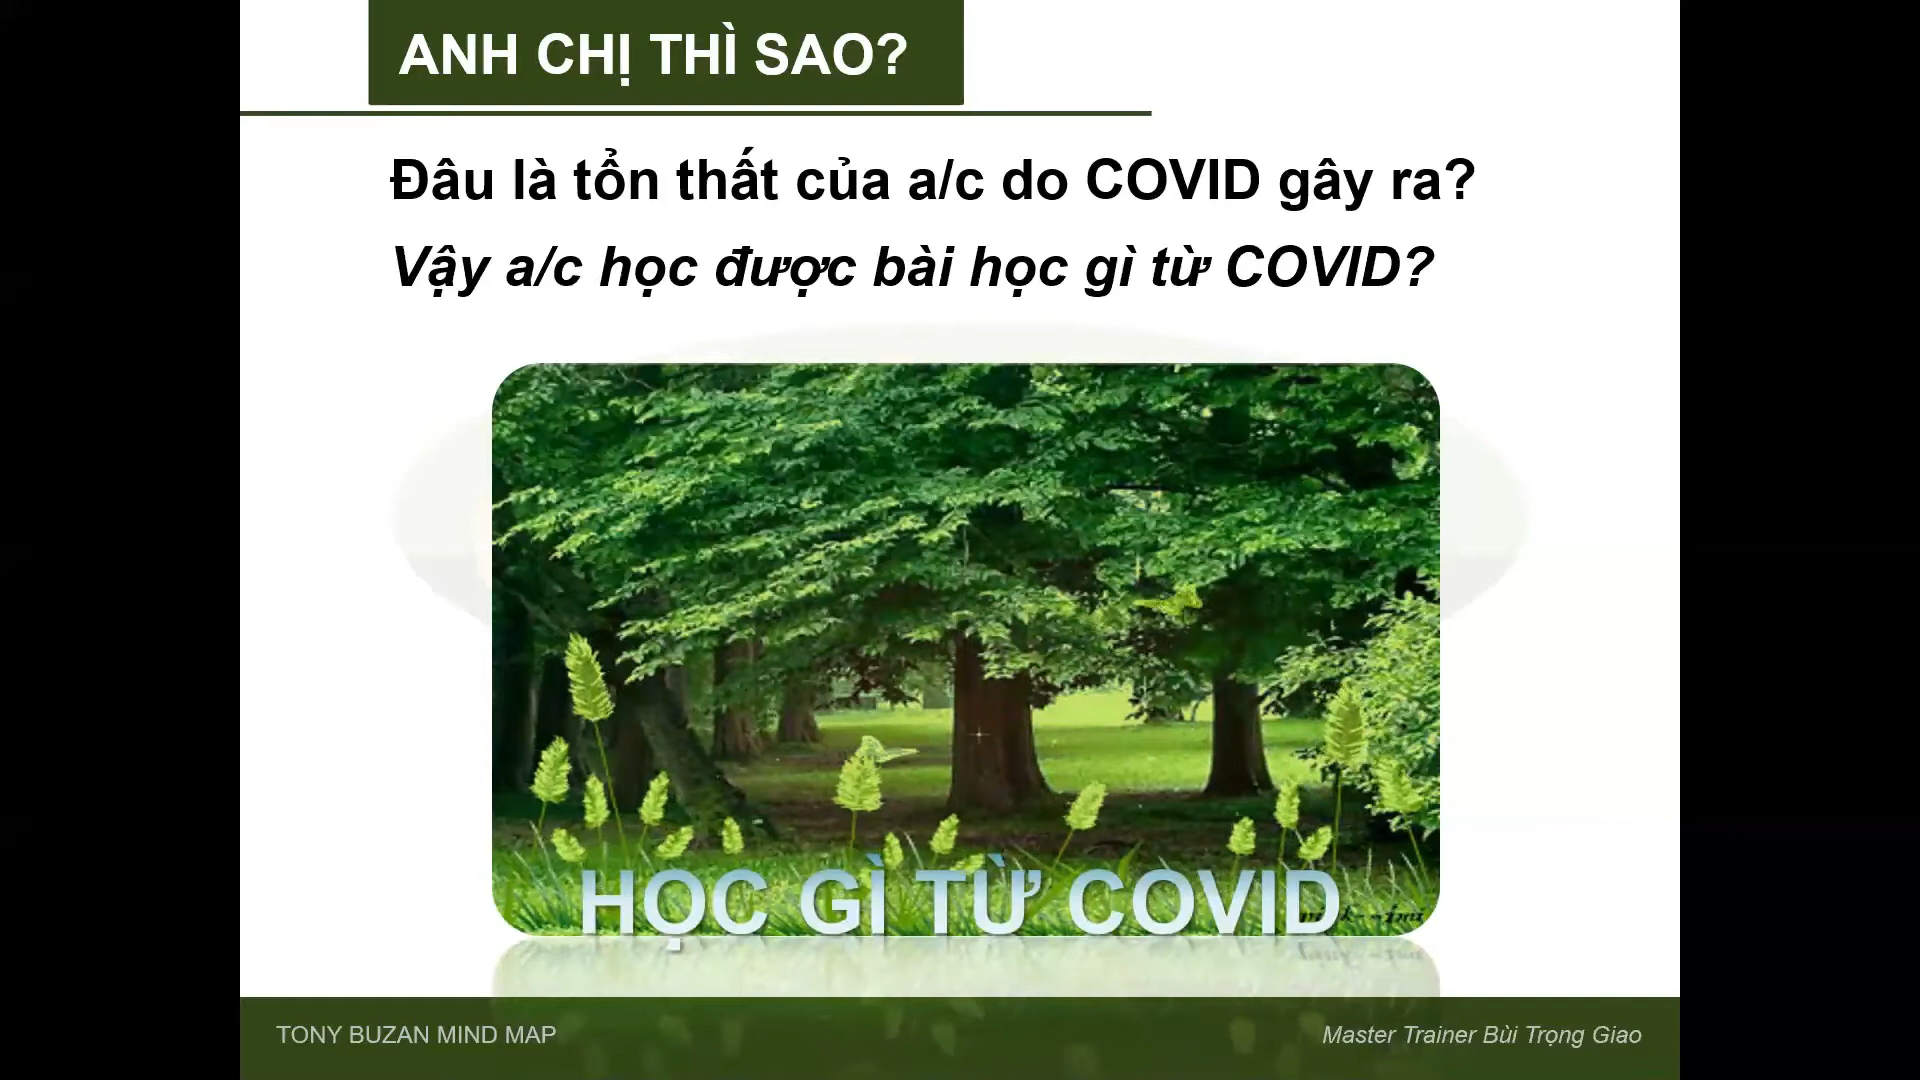 ANH CHỊ THÌ SAO?
Đâu là tổn thất của a/c do COVID gây ra?
Vậy a/c học được bài học gì từ COVID?
HỌC GÌ TỪ COVID
TONY BUZAN MIND MAP
Master Trainer Bùi Trọng Giao